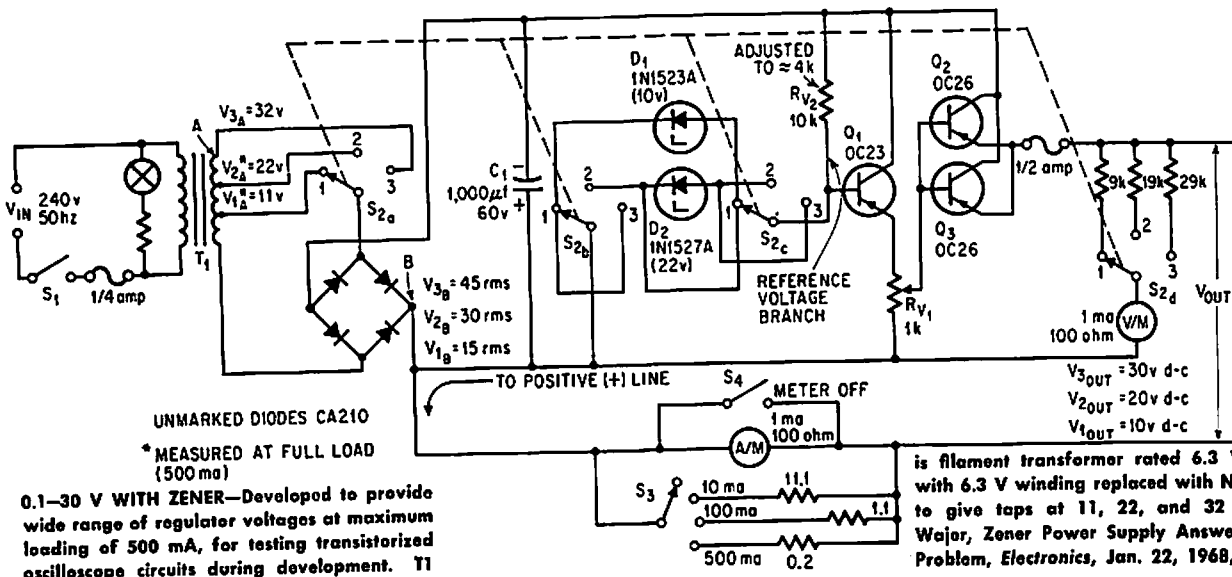 V3A=32v
A
V2A*=22v
V1A*=11v
240v
50hz
VIN
S1
1/4 amp
T1
1
2
3
S2a
B
V3B=45 rms
V2B=30 rms
V1B=15 rms
C1
1,000µf
60v
−
+
D1
1N1523A
(10v)
D2
1N1527A
(22v)
1
2
3
S2b
1
2
3
S2c
ADJUSTED
TO ≈4k
RV2
10k
REFERENCE
VOLTAGE
BRANCH
Q1
OC23
RV1
1k
Q2
OC26
Q3
OC26
1/2 amp
9k
19k
29k
1
2
3
S2d
V/M
1 ma
100 ohm
VOUT
V3OUT=30v d-c
V2OUT=20v d-c
V1OUT=10v d-c
TO POSITIVE (+) LINE
S4
METER OFF
1 ma
100 ohm
A/M
S3
10 ma
11.1
100 ma
1.1
500 ma
0.2
UNMARKED DIODES CA210
*MEASURED AT FULL LOAD
(500 ma)
0.1–30 V WITH ZENER—Developed to provide
wide range of regulator voltages at maximum
loading of 500 mA, for testing transistorized
oscilloscope circuits during development. T1
is filament transformer rated 6.3
with 6.3 V winding replaced with N
to give taps at 11, 22, and 32
Wajor, Zener Power Supply Answe
Problem, Electronics, Jan. 22, 1968,